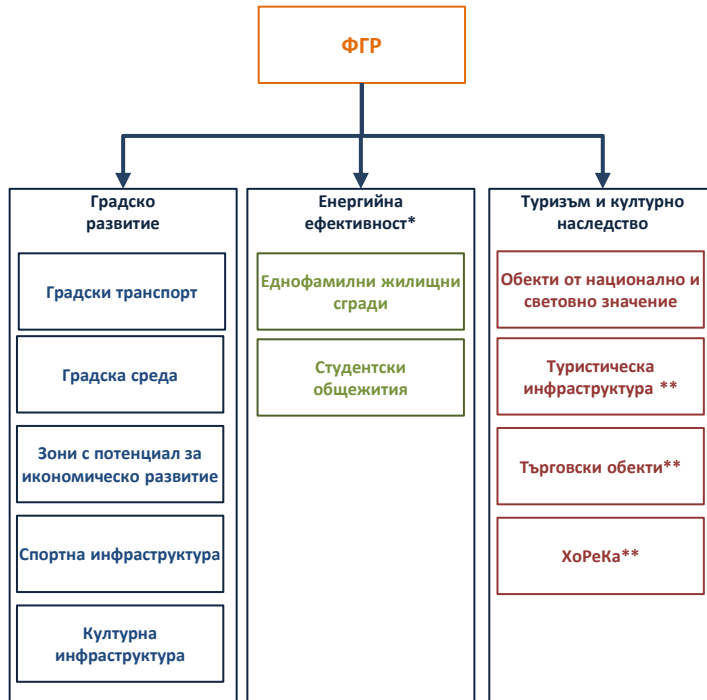 ФГР
Градско
развитие
Градски транспорт
Градска среда
Зони с потенциал за
икономическо развитие
Спортна инфраструктура
Културна
инфраструктура
Енергийна
ефективност*
Еднофамилни жилищни
сгради
Студентски
общежития
Туризъм и културно
наследство
Обекти от национално и
световно значение
Туристическа
инфраструктура **
Търговски обекти**
ХоРеКа**